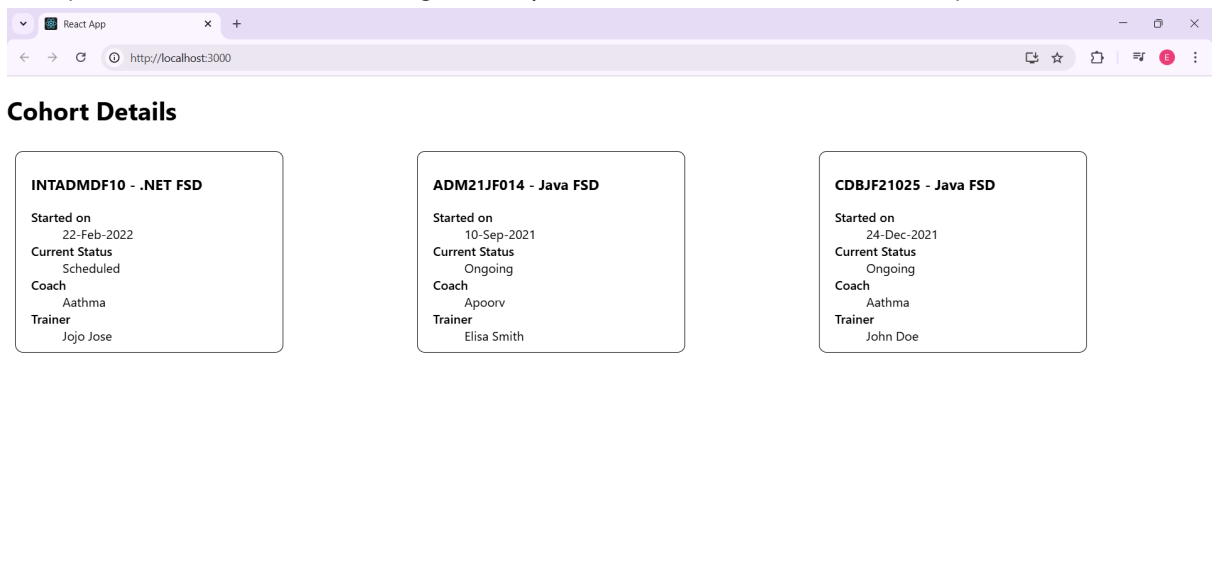 React App
http://localhost:3000
E
Cohort Details
INTADMDF10 - .NET FSD
Started on
22-Feb-2022
Current Status
Scheduled
Coach
Aathma
Trainer
Jojo Jose
ADM21JF014 - Java FSD
Started on
10-Sep-2021
Current Status
Ongoing
Coach
Apoorv
Trainer
Elisa Smith
CDBJF21025 - Java FSD
Started on
24-Dec-2021
Current Status
Ongoing
Coach
Aathma
Trainer
John Doe